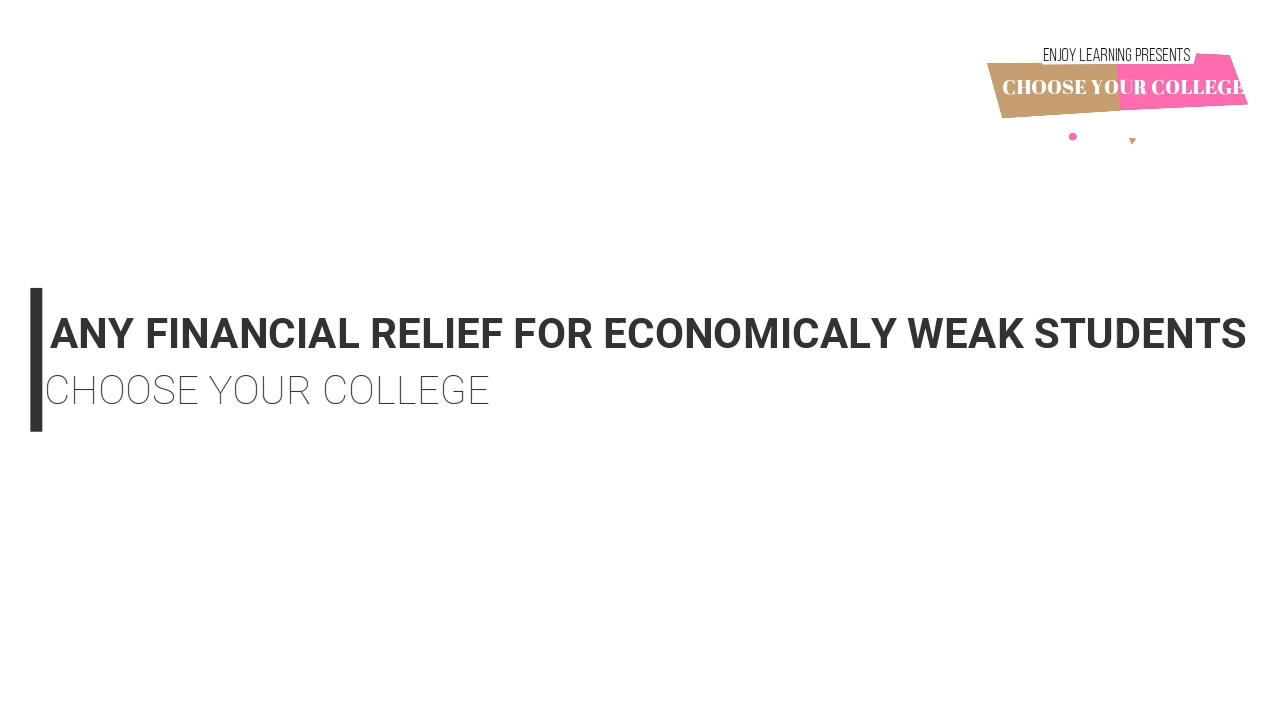 ENJOY LEARNING PRESENTS
CHOOSE YOUR COLLEGE
ANY FINANCIAL RELIEF FOR ECONOMICALY WEAK STUDENTS
CHOOSE YOUR COLLEGE